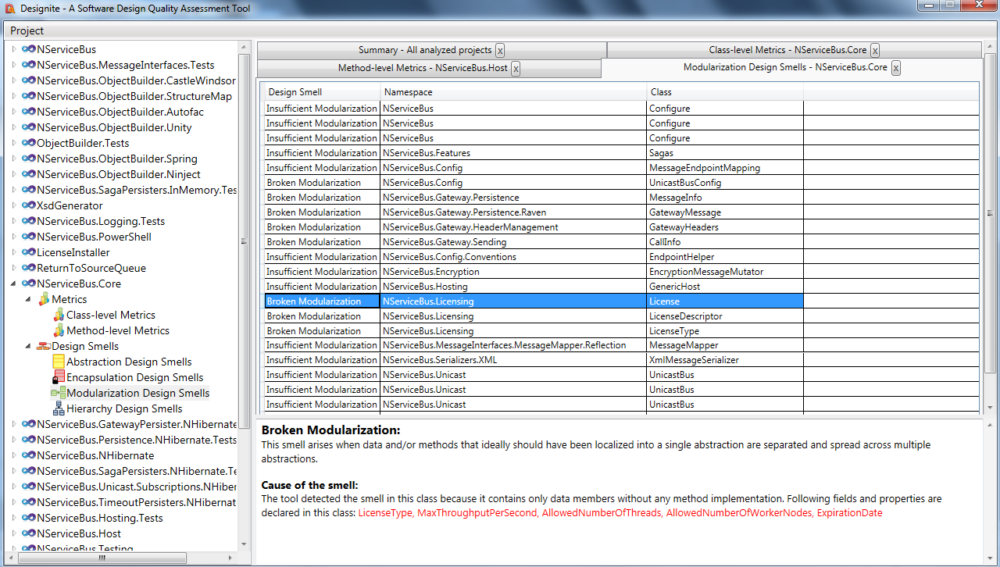 Designite - A Software Design Quality Assessment Tool
Project
NServiceBus
NServiceBus.MessageInterfaces.Tests
NServiceBus.ObjectBuilder.CastleWindsor
NServiceBus.ObjectBuilder.StructureMap
NServiceBus.ObjectBuilder.Autofac
NServiceBus.ObjectBuilder.Unity
ObjectBuilder.Tests
NServiceBus.ObjectBuilder.Spring
NServiceBus.ObjectBuilder.Ninject
NServiceBus.SagaPersisters.InMemory.Tes
XsdGenerator
NServiceBus.Logging.Tests
NServiceBus.PowerShell
LicenseInstaller
ReturnToSourceQueue
NServiceBus.Core
Metrics
Class-level Metrics
Method-level Metrics
Design Smells
Abstraction Design Smells
Encapsulation Design Smells
Modularization Design Smells
Hierarchy Design Smells
NServiceBus.GatewayPersister.NHibernate
NServiceBus.Persistence.NHibernate.Tests
NServiceBus.NHibernate
NServiceBus.SagaPersisters.NHibernate.Te
NServiceBus.Unicast.Subscriptions.NHiber
NServiceBus.TimeoutPersisters.NHibernat
NServiceBus.Hosting.Tests
NServiceBus.Host
NServiceBus.Testing
Summary - All analyzed projects x
Class-level Metrics - NServiceBus.Core x
Method-level Metrics - NServiceBus.Host x
Modularization Design Smells - NServiceBus.Core x
Design Smell Namespace Class
Insufficient Modularization NServiceBus Configure
Insufficient Modularization NServiceBus Configure
Insufficient Modularization NServiceBus Configure
Insufficient Modularization NServiceBus.Features Sagas
Insufficient Modularization NServiceBus.Config MessageEndpointMapping
Broken Modularization NServiceBus.Config UnicastBusConfig
Broken Modularization NServiceBus.Gateway.Persistence MessageInfo
Broken Modularization NServiceBus.Gateway.Persistence.Raven GatewayMessage
Broken Modularization NServiceBus.Gateway.HeaderManagement GatewayHeaders
Broken Modularization NServiceBus.Gateway.Sending CallInfo
Insufficient Modularization NServiceBus.Config.Conventions EndpointHelper
Insufficient Modularization NServiceBus.Encryption EncryptionMessageMutator
Insufficient Modularization NServiceBus.Hosting GenericHost
Broken Modularization NServiceBus.Licensing License
Broken Modularization NServiceBus.Licensing LicenseDescriptor
Broken Modularization NServiceBus.Licensing LicenseType
Insufficient Modularization NServiceBus.MessageInterfaces.MessageMapper.Reflection MessageMapper
Insufficient Modularization NServiceBus.Serializers.XML XmlMessageSerializer
Insufficient Modularization NServiceBus.Unicast UnicastBus
Insufficient Modularization NServiceBus.Unicast UnicastBus
Insufficient Modularization NServiceBus.Unicast UnicastBus
Broken Modularization:
This smell arises when data and/or methods that ideally should have been localized into a single abstraction are separated and spread across multiple
abstractions.
Cause of the smell:
The tool detected the smell in this class because it contains only data members without any method implementation. Following fields and properties are
declared in this class: LicenseType, MaxThroughputPerSecond, AllowedNumberOfThreads, AllowedNumberOfWorkerNodes, ExpirationDate